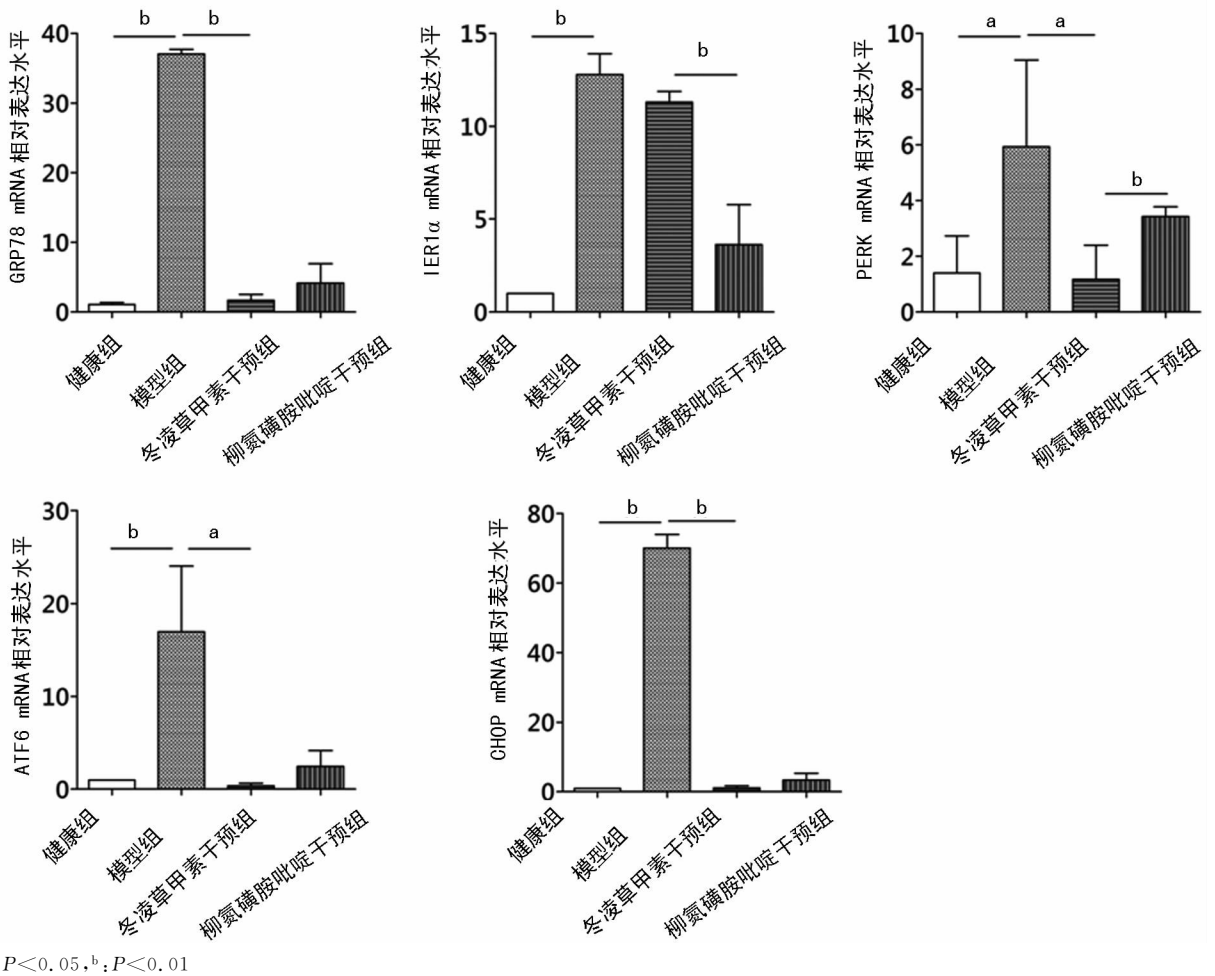 b b
40
30
20
10
0
GRP78 mRNA 相对表达水平
健康组
模型组
冬凌草甲素干预组
柳氮磺胺吡啶干预组
b
b
15
10
5
0
IER1α mRNA 相对表达水平
健康组
模型组
冬凌草甲素干预组
柳氮磺胺吡啶干预组
a a
b
10
8
6
4
2
0
PERK mRNA 相对表达水平
健康组
模型组
冬凌草甲素干预组
柳氮磺胺吡啶干预组
b a
30
20
10
0
ATF6 mRNA相对表达水平
健康组
模型组
冬凌草甲素干预组
柳氮磺胺吡啶干预组
b b
80
60
40
20
0
CHOP mRNA 相对表达水平
健康组
模型组
冬凌草甲素干预组
柳氮磺胺吡啶干预组
P<0.05,b:P<0.01